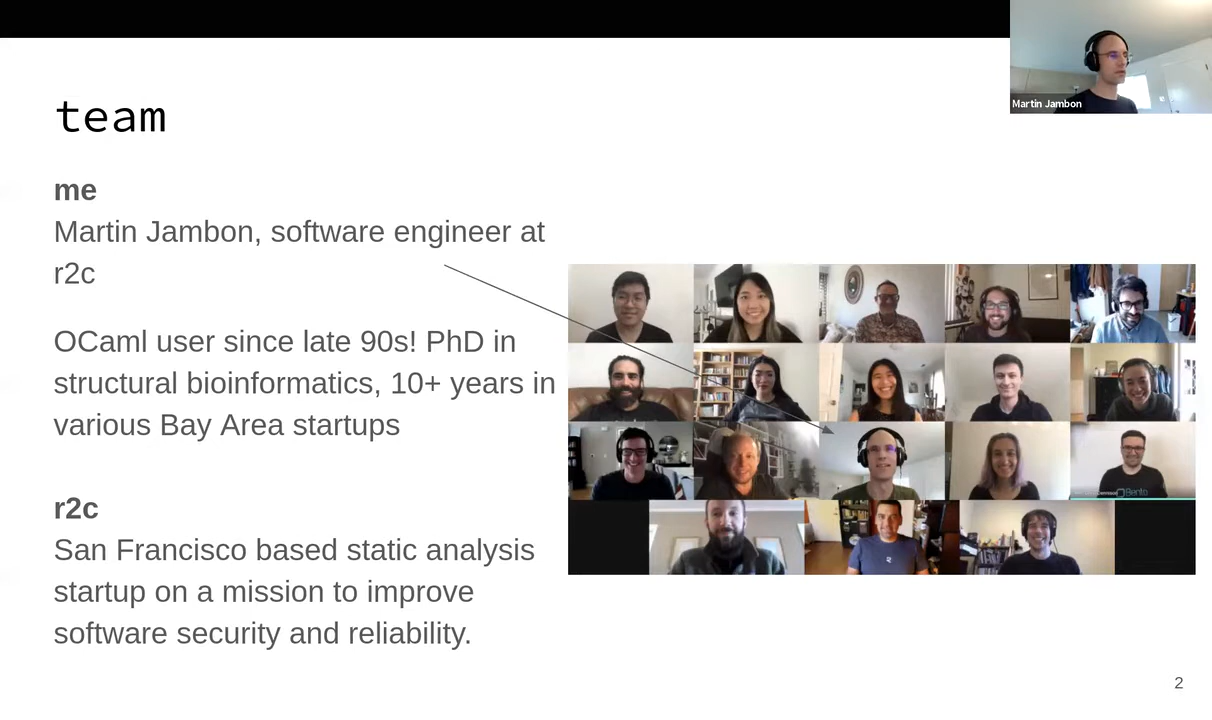 Martin Jambon
team
me
Martin Jambon, software engineer at
r2c
OCaml user since late 90s! PhD in
structural bioinformatics, 10+ years in
various Bay Area startups
r2c
San Francisco based static analysis
startup on a mission to improve
software security and reliability.
Bento
2